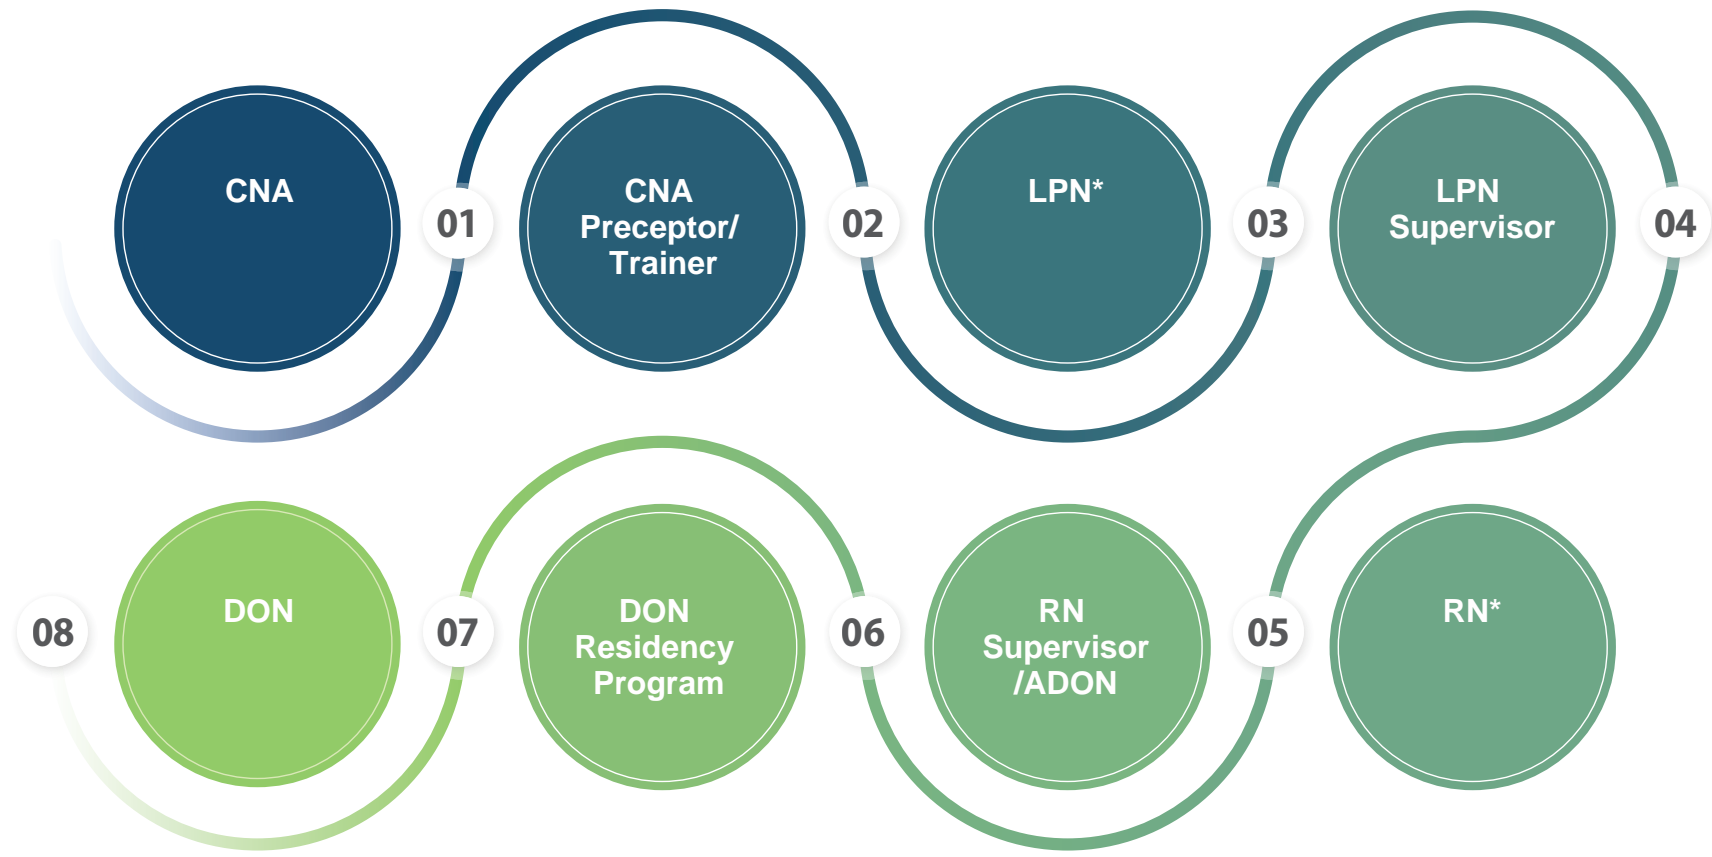 CNA
01
CNA
Preceptor/
Trainer
02
LPN*
03
LPN
Supervisor
04
RN*
05
RN
Supervisor
/ADON
06
DON
Residency
Program
07
DON
08